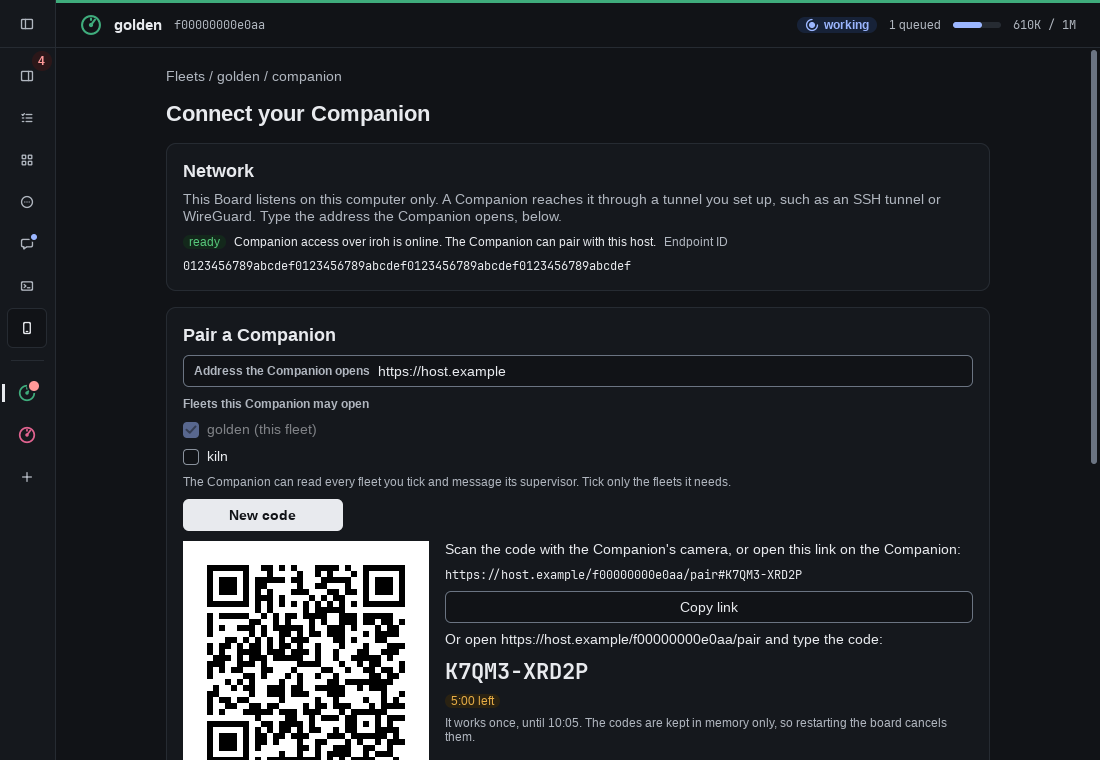 golden f00000000e0aa working 1 queued 610K / 1M
4
Fleets / golden / companion
Connect your Companion
Network
This Board listens on this computer only. A Companion reaches it through a tunnel you set up, such as an SSH tunnel or
WireGuard. Type the address the Companion opens, below.
ready Companion access over iroh is online. The Companion can pair with this host. Endpoint ID
0123456789abcdef0123456789abcdef0123456789abcdef0123456789abcdef
Pair a Companion
Address the Companion opens https://host.example
Fleets this Companion may open
golden (this fleet)
kiln
The Companion can read every fleet you tick and message its supervisor. Tick only the fleets it needs.
New code
Scan the code with the Companion's camera, or open this link on the Companion:
https://host.example/f00000000e0aa/pair#K7QM3-XRD2P
Copy link
Or open https://host.example/f00000000e0aa/pair and type the code:
K7QM3-XRD2P
5:00 left
It works once, until 10:05. The codes are kept in memory only, so restarting the board cancels
them.